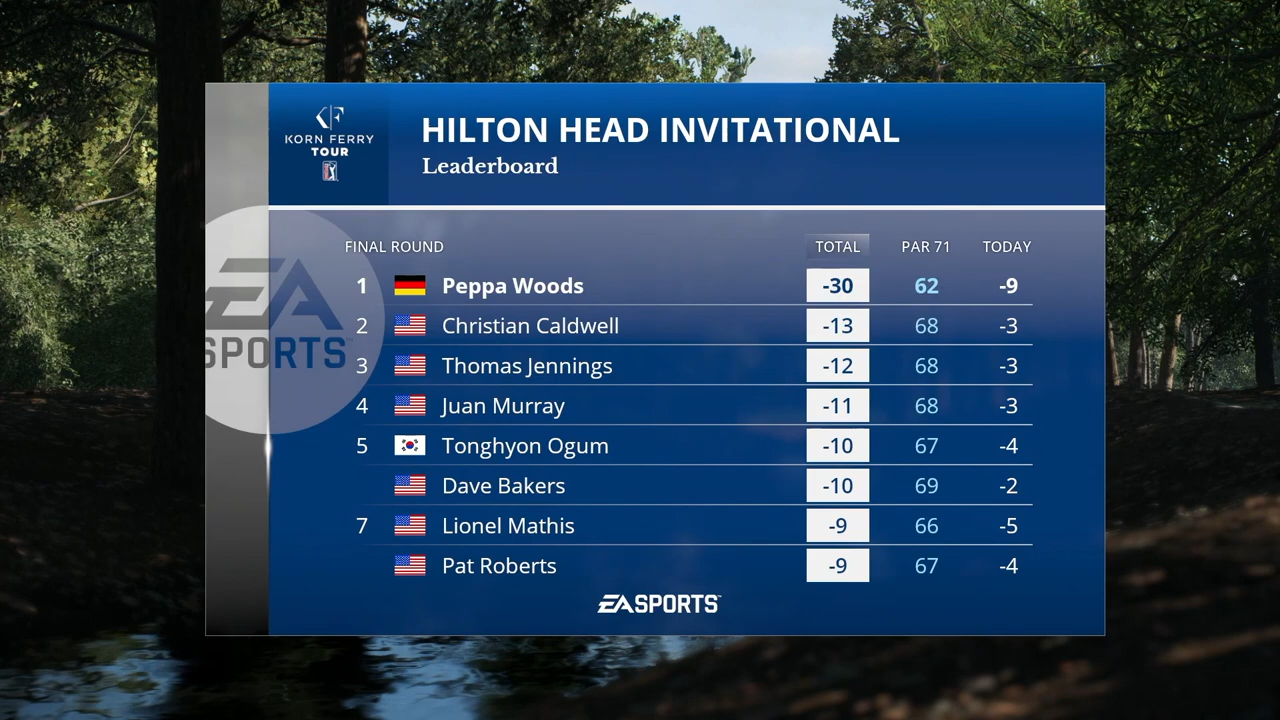 KF
KORN FERRY
TOUR
HILTON HEAD INVITATIONAL
Leaderboard
EA
SPORTS
FINAL ROUND TOTAL PAR 71 TODAY
1 Peppa Woods -30 62 -9
2 Christian Caldwell -13 68 -3
3 Thomas Jennings -12 68 -3
4 Juan Murray -11 68 -3
5 Tonghyon Ogum -10 67 -4
Dave Bakers -10 69 -2
7 Lionel Mathis -9 66 -5
Pat Roberts -9 67 -4
EA SPORTS™